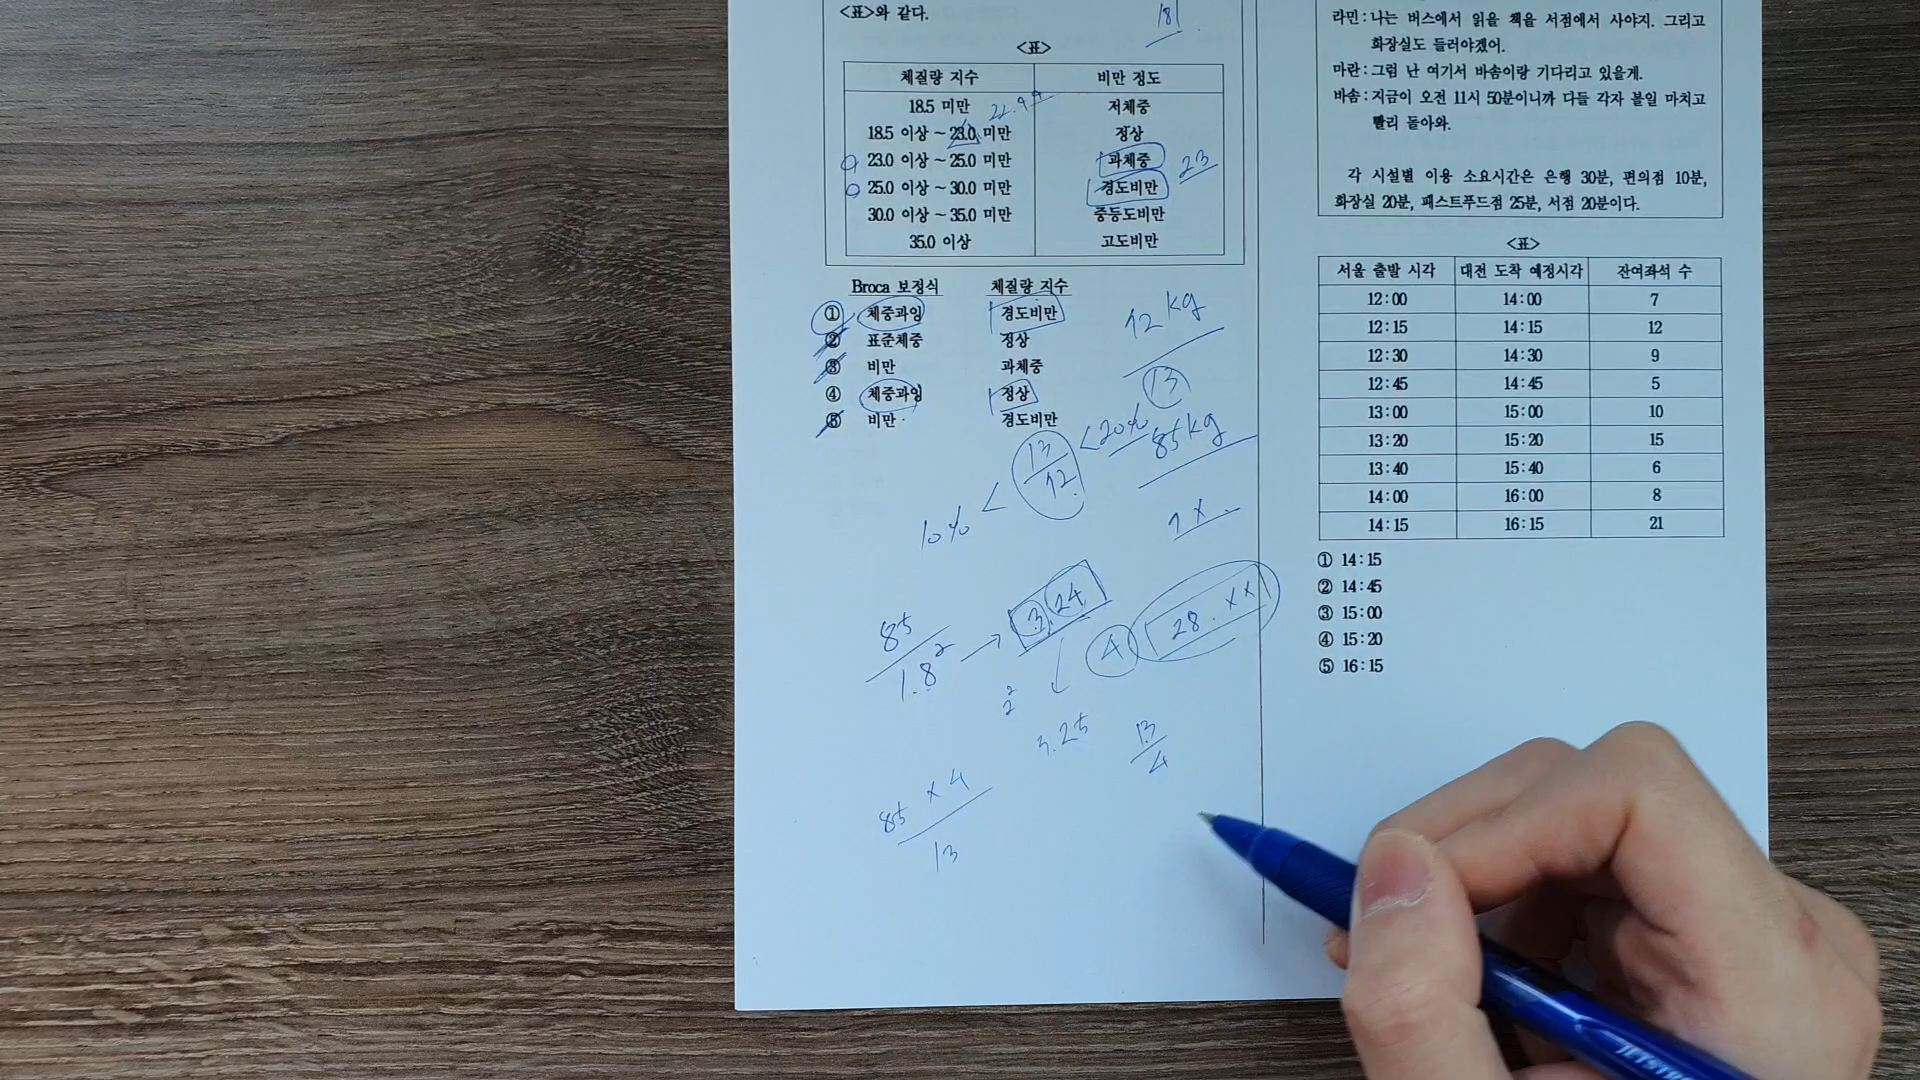 <표>와 같다.
<표>
체질량 지수 비만 정도
18.5 미만 저체중
18.5 이상 ~ 23.0 미만 정상
23.0 이상 ~ 25.0 미만 과체중
25.0 이상 ~ 30.0 미만 경도비만
30.0 이상 ~ 35.0 미만 중등도비만
35.0 이상 고도비만
22.9
23
181
Broca 보정식 체질량 지수
① 체중과잉 경도비만
② 표준체중 정상
③ 비만 과체중
④ 체중과잉 정상
⑤ 비만 경도비만
72 kg
13
85 kg
10% < 13/72 < 20%
85/1.8² → 3.24
28.xx
4
3.25
13/4
85 x 4
13
라민 : 나는 버스에서 읽을 책을 서점에서 사야지. 그리고
화장실도 들러야겠어.
마란 : 그럼 난 여기서 바솜이랑 기다리고 있을게.
바솜 : 지금이 오전 11시 50분이니까 다들 각자 볼일 마치고
빨리 돌아와.
각 시설별 이용 소요시간은 은행 30분, 편의점 10분,
화장실 20분, 패스트푸드점 25분, 서점 20분이다.
<표>
서울 출발 시각 대전 도착 예정시각 잔여좌석 수
12:00 14:00 7
12:15 14:15 12
12:30 14:30 9
12:45 14:45 5
13:00 15:00 10
13:20 15:20 15
13:40 15:40 6
14:00 16:00 8
14:15 16:15 21
① 14:15
② 14:45
③ 15:00
④ 15:20
⑤ 16:15